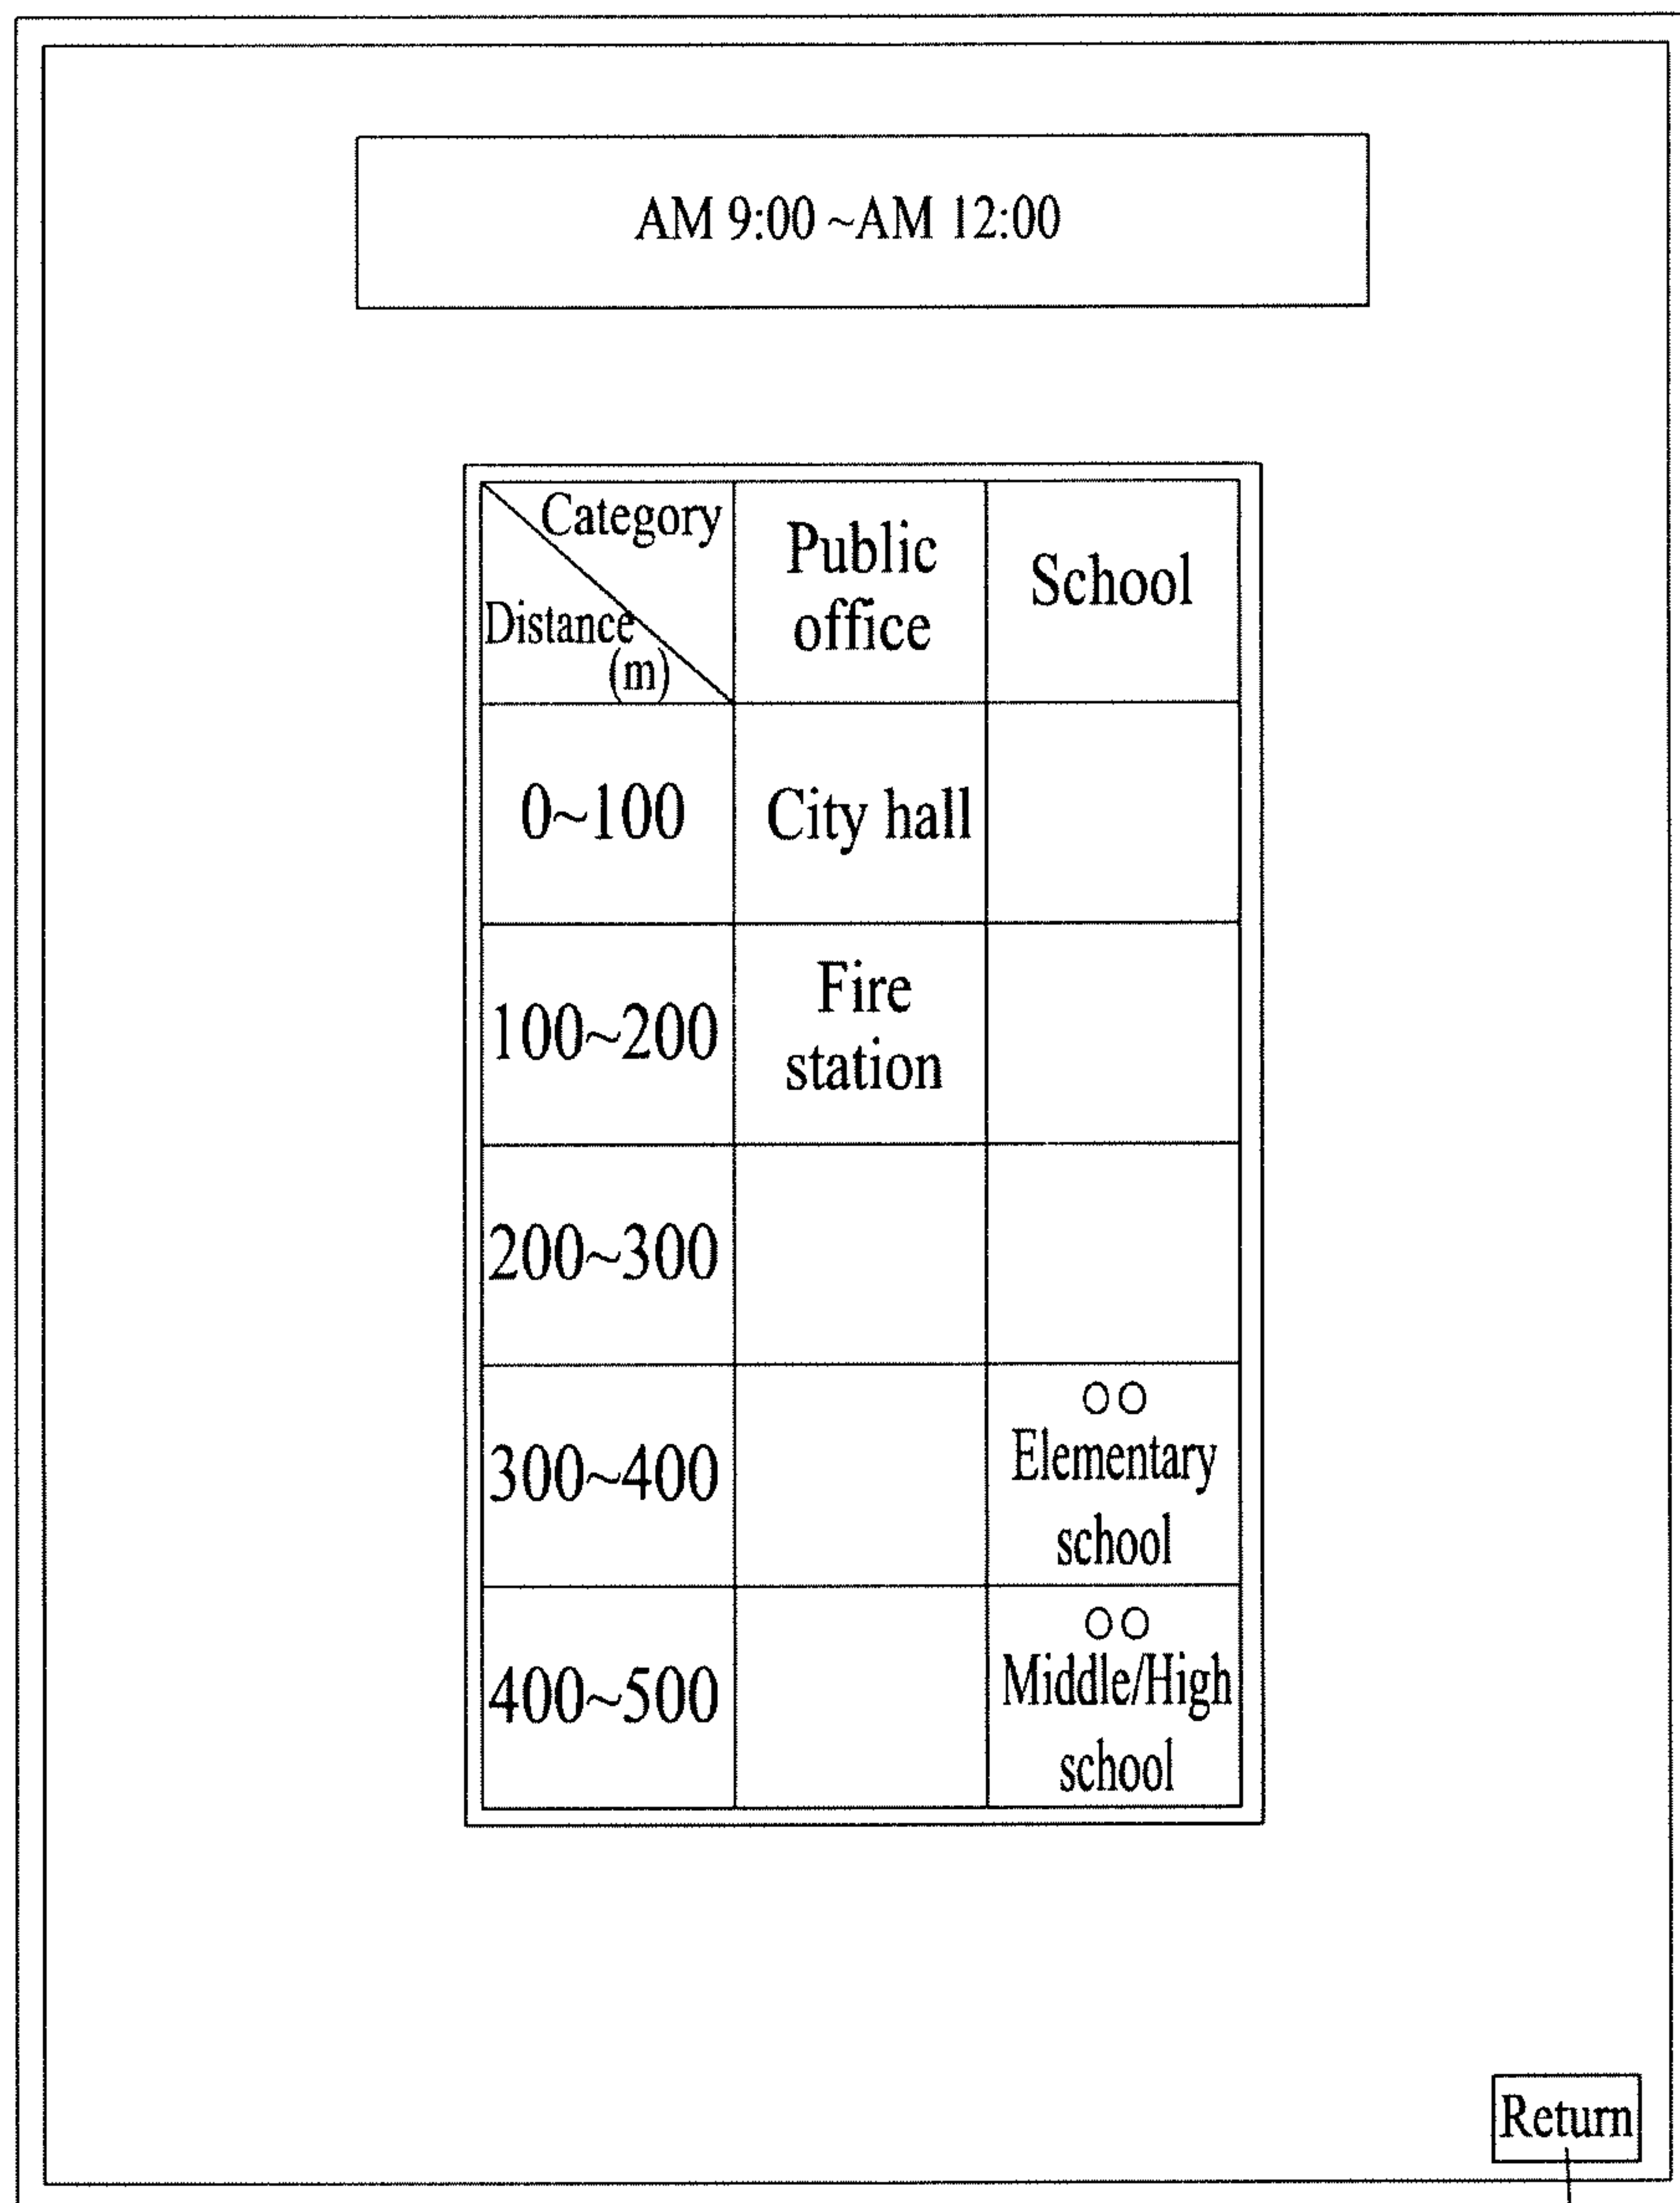 AM 9:00 ~AM 12:00
Category
Distance
(m)
Public
office
School
0~100
City hall
100~200
Fire
station
200~300
300~400
○○
Elementary
school
400~500
○○
Middle/High
school
Return